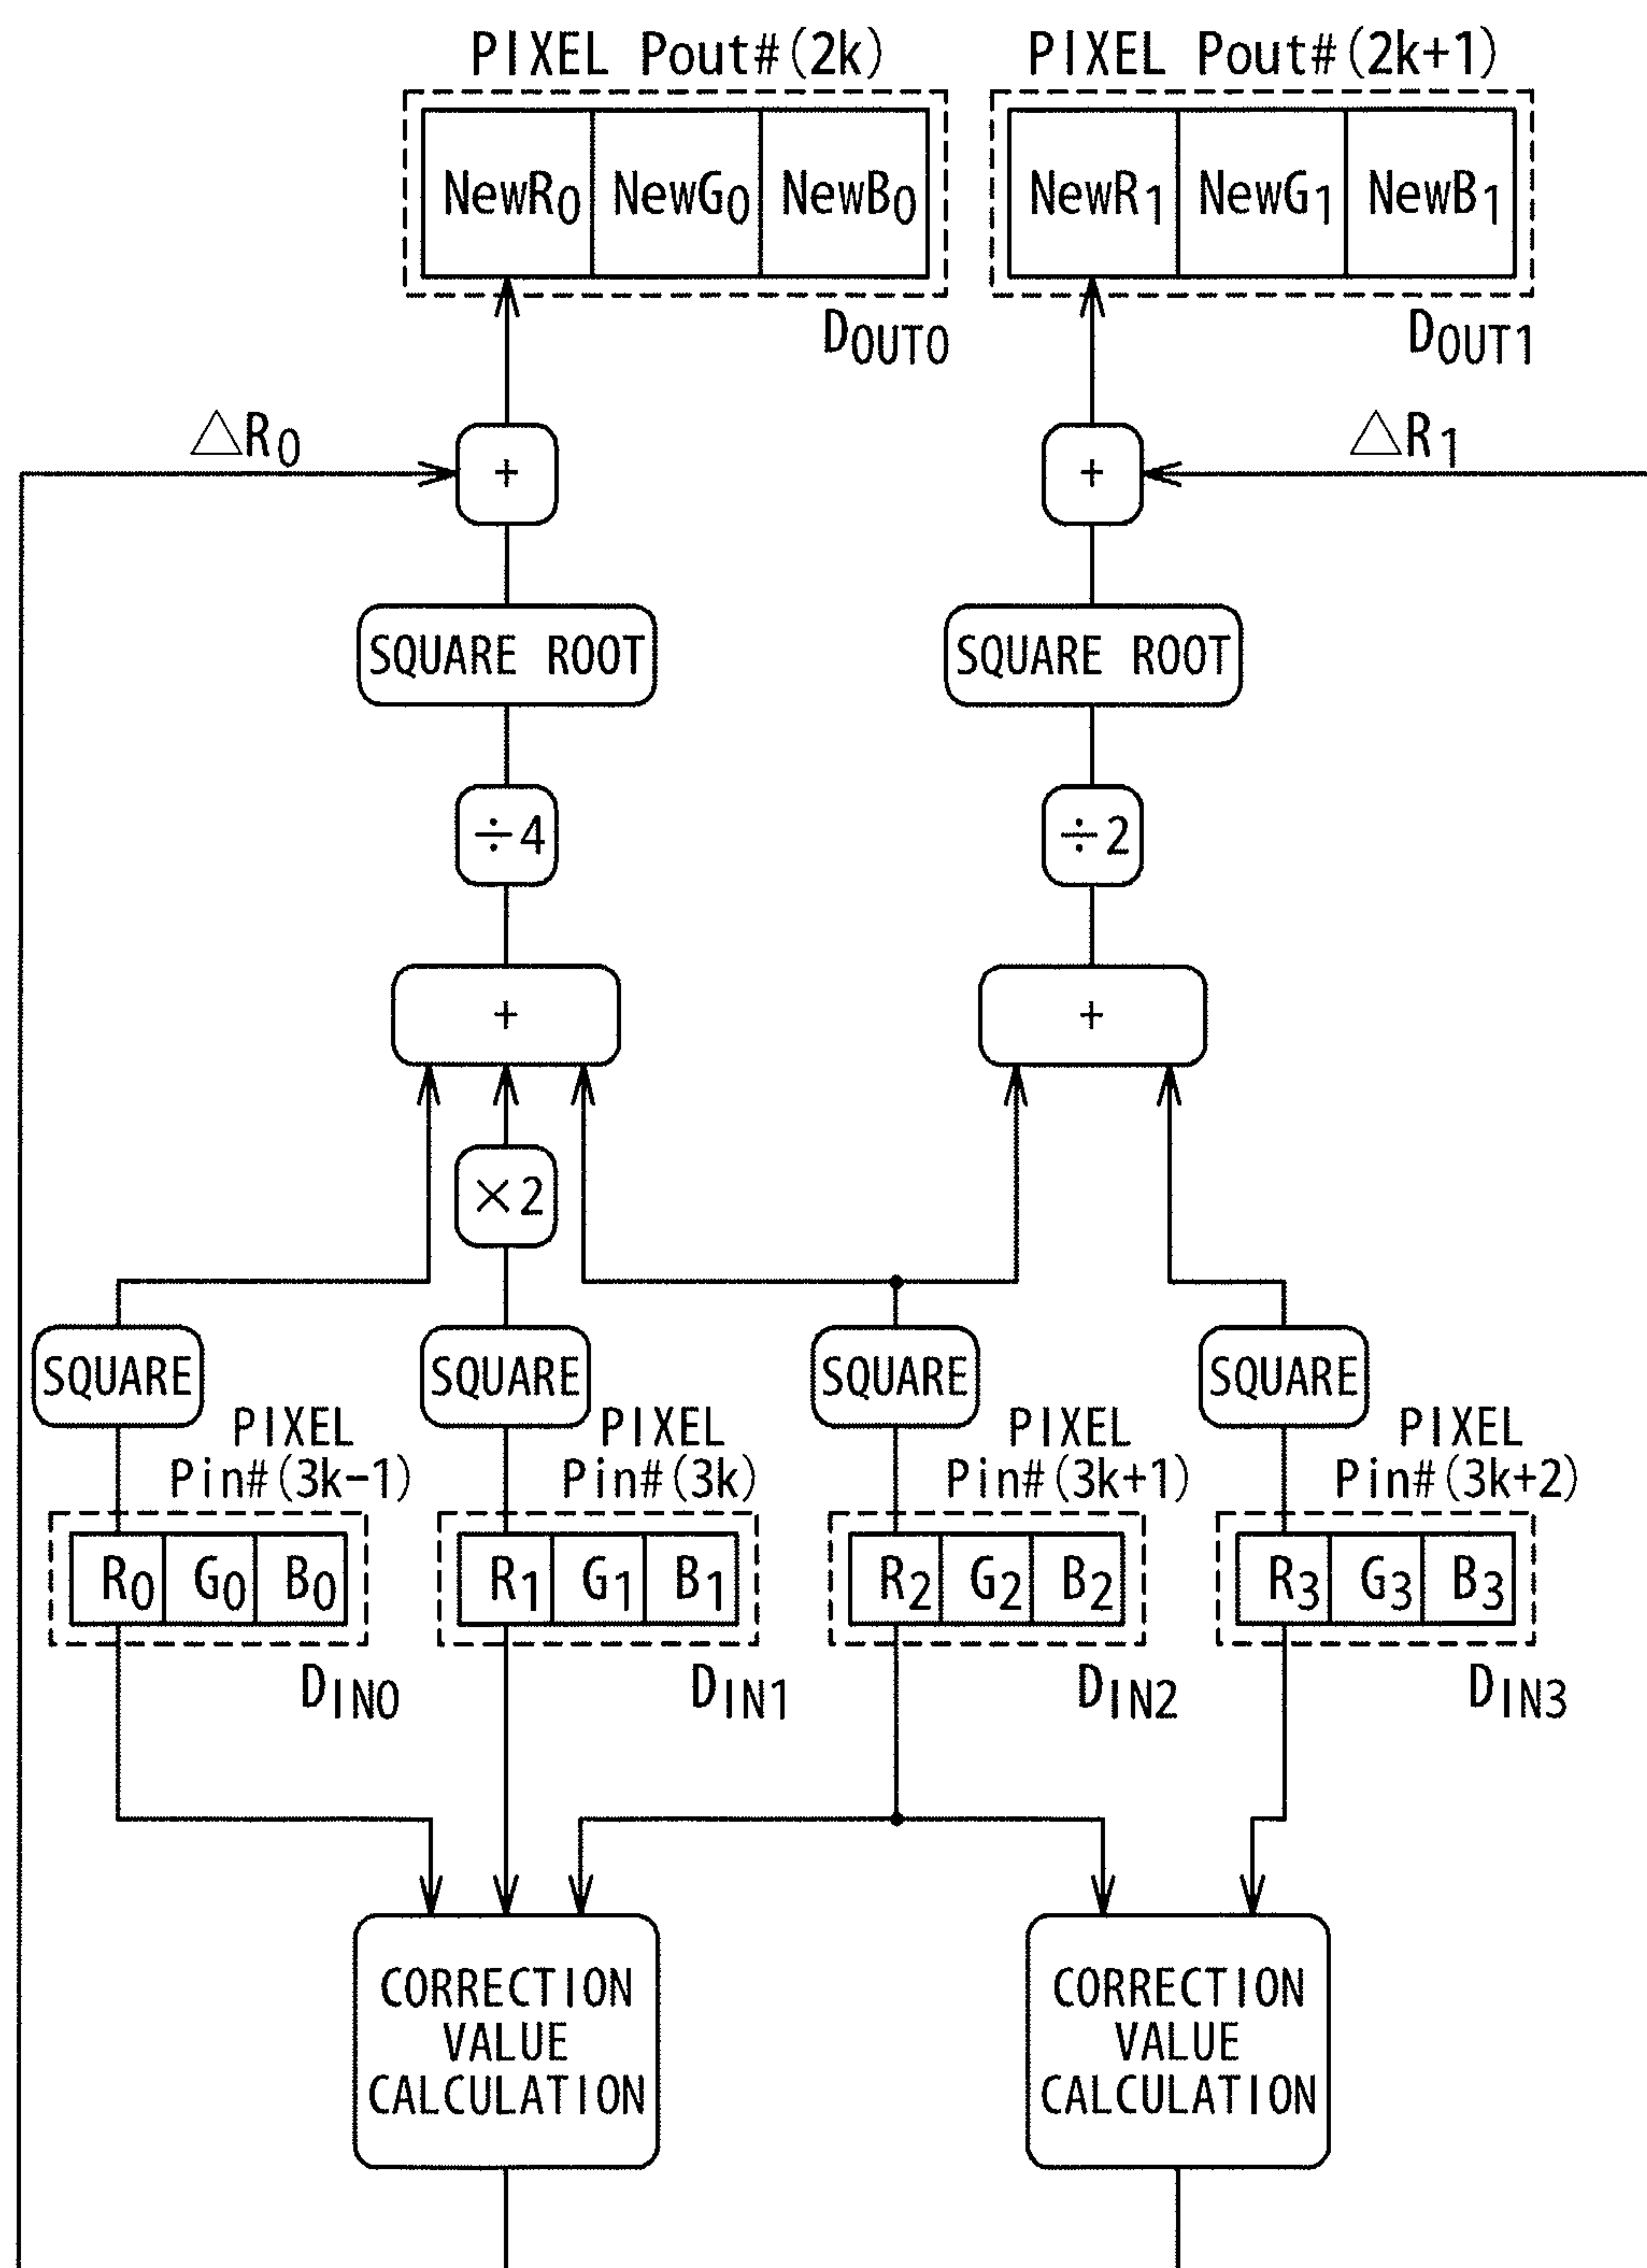 PIXEL Pout#(2k) PIXEL Pout#(2k+1)
NewR0 NewG0 NewB0 NewR1 NewG1 NewB1
DOUT0 DOUT1
△R0 △R1
+ +
SQUARE ROOT SQUARE ROOT
÷4 ÷2
+ +
×2
SQUARE SQUARE SQUARE SQUARE
PIXEL PIXEL PIXEL PIXEL
Pin#(3k-1) Pin#(3k) Pin#(3k+1) Pin#(3k+2)
R0 G0 B0 R1 G1 B1 R2 G2 B2 R3 G3 B3
DIN0 DIN1 DIN2 DIN3
CORRECTION CORRECTION
VALUE VALUE
CALCULATION CALCULATION